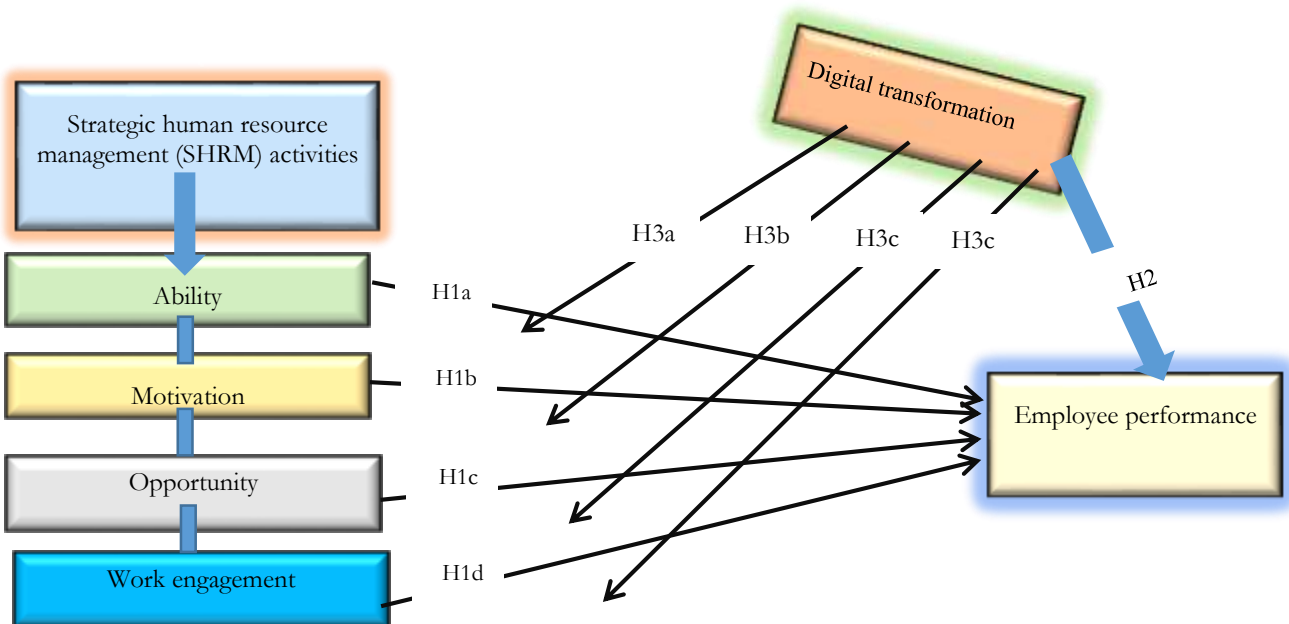 Digital transformation
Strategic human resource
management (SHRM) activities
H3a
H3b
H3c
H3c
Ability
H1a
H2
Motivation
H1b
Employee performance
Opportunity
H1c
Work engagement
H1d